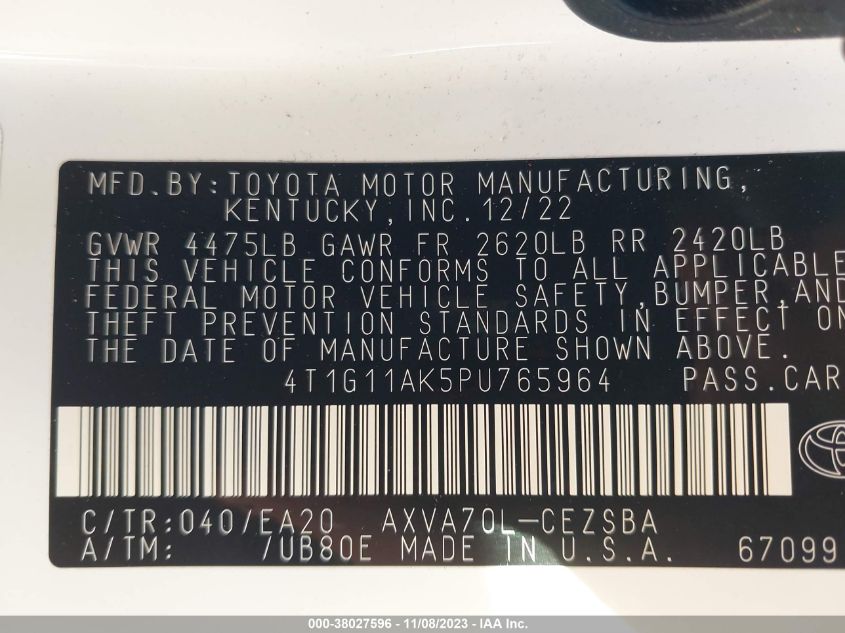 MFD.BY:TOYOTA MOTOR MANUFACTURING,
KENTUCKY,INC.12/22
GVWR 4475LB GAWR FR 2620LB RR 2420LB
THIS VEHICLE CONFORMS TO ALL APPLICABLE
FEDERAL MOTOR VEHICLE SAFETY,BUMPER,AND
THEFT PREVENTION STANDARDS IN EFFECT ON
THE DATE OF MANUFACTURE SHOWN ABOVE.
4T1G11AK5PU765964 PASS.CAR
C/TR:040/EA20 AXVA70L-CEZSBA
A/TM: /UB80E MADE IN U.S.A. 67099
000-38027596 - 11/08/2023 - IAA Inc.